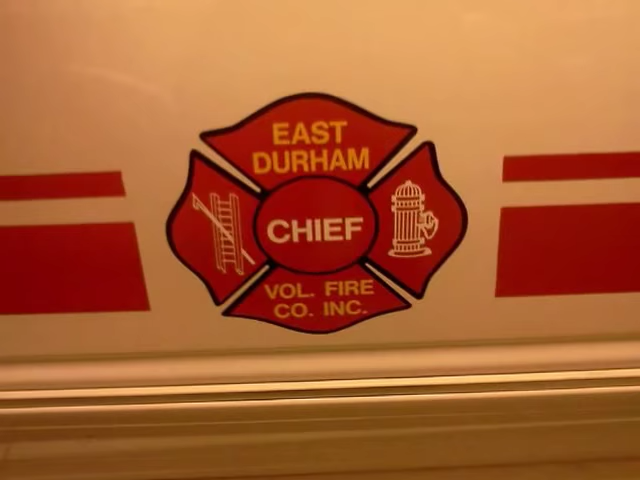 EAST
DURHAM
CHIEF
VOL. FIRE
CO. INC.